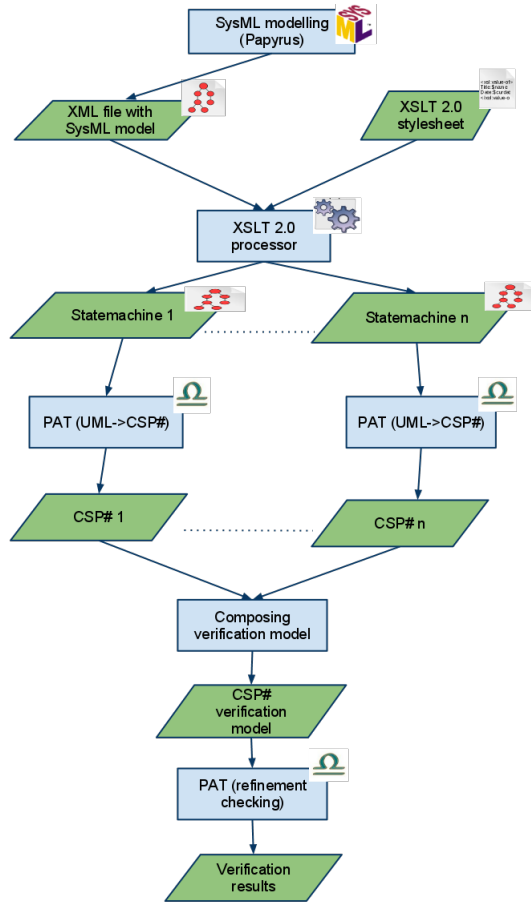 SysML modelling
(Papyrus)
SYS
ML
XML file with
SysML model
XSLT 2.0
stylesheet
XSLT 2.0
processor
Statemachine 1
Statemachine n
PAT (UML->CSP#)
PAT (UML->CSP#)
CSP# 1
CSP# n
Composing
verification model
CSP#
verification
model
PAT (refinement
checking)
Verification
results